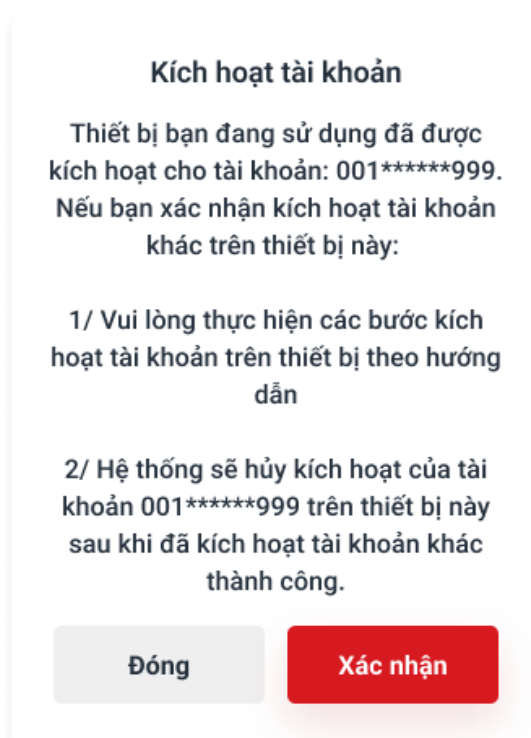 Kích hoạt tài khoản
Thiết bị bạn đang sử dụng đã được
kích hoạt cho tài khoản: 001******999.
Nếu bạn xác nhận kích hoạt tài khoản
khác trên thiết bị này:
1/ Vui lòng thực hiện các bước kích
hoạt tài khoản trên thiết bị theo hướng
dẫn
2/ Hệ thống sẽ hủy kích hoạt của tài
khoản 001******999 trên thiết bị này
sau khi đã kích hoạt tài khoản khác
thành công.
Đóng
Xác nhận